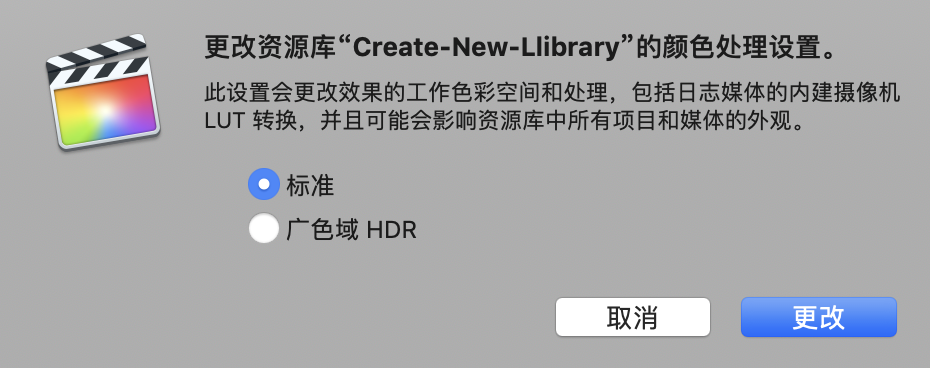 更改资源库“Create-New-Llibrary”的颜色处理设置。
此设置会更改效果的工作色彩空间和处理，包括日志媒体的内建摄像机
LUT 转换，并且可能会影响资源库中所有项目和媒体的外观。
标准
广色域 HDR
取消
更改